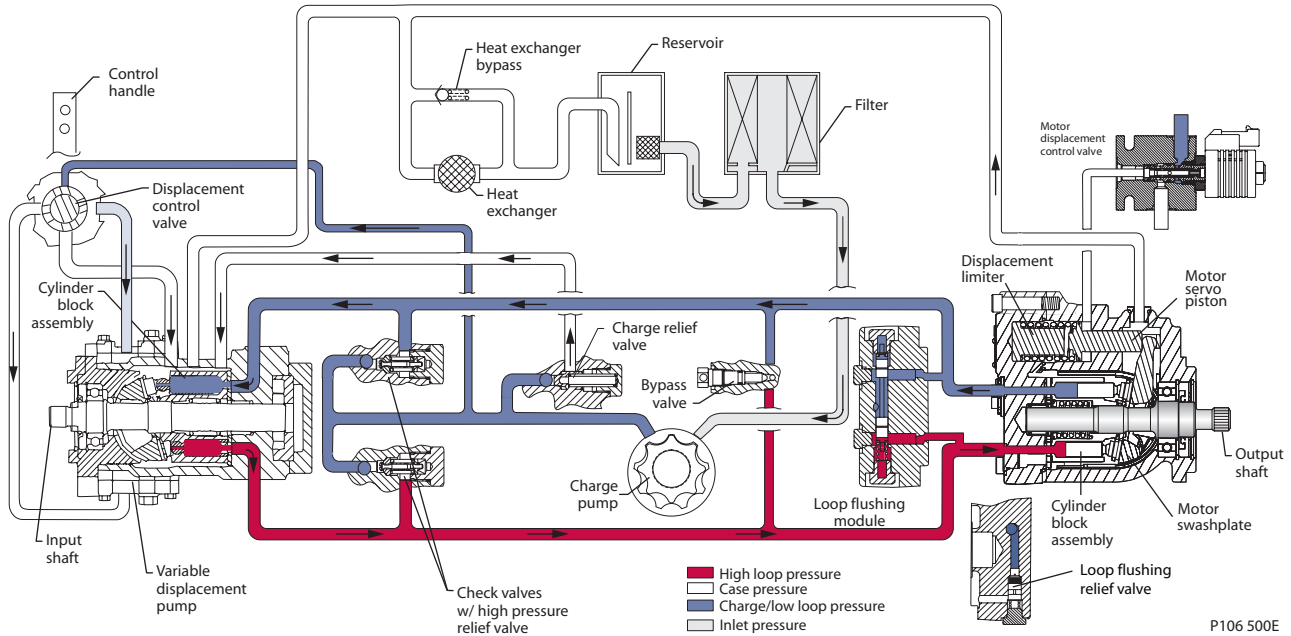 Control
handle
Heat exchanger
bypass
Reservoir
Filter
Motor
displacement
control valve
Displacement
control
valve
Heat
exchanger
Cylinder
block
assembly
Displacement
limiter
Motor
servo
piston
Charge relief
valve
Bypass
valve
Charge
pump
Loop flushing
module
Output
shaft
Input
shaft
Variable
displacement
pump
Check valves
w/ high pressure
relief valve
High loop pressure
Case pressure
Charge/low loop pressure
Inlet pressure
Cylinder
block
assembly
Motor
swashplate
Loop flushing
relief valve
P106 500E